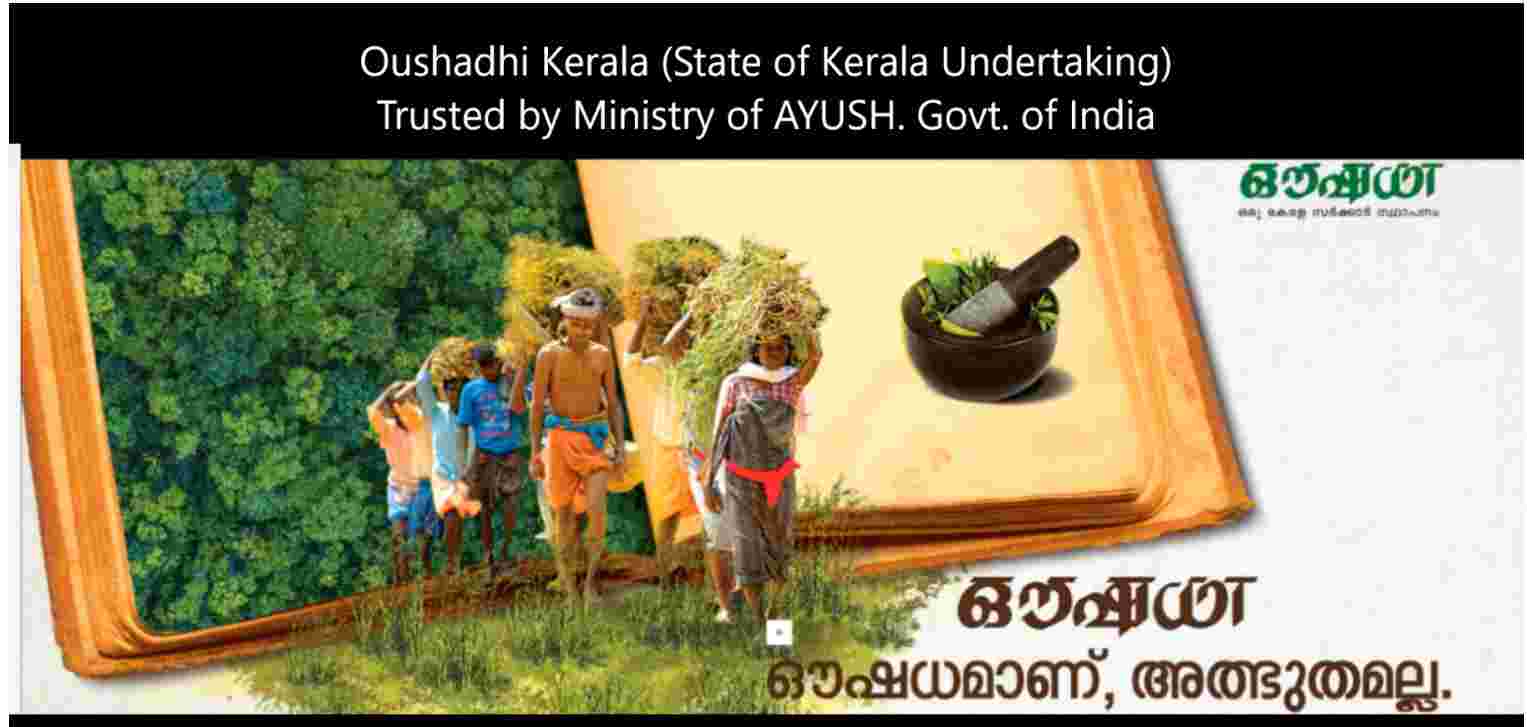 Oushadhi Kerala (State of Kerala Undertaking)
Trusted by Ministry of AYUSH. Govt. of India
ഔഷധി
ഒരു കേരള സർക്കാർ സ്ഥാപനം
ഔഷധി
ഔഷധമാണ്, അത്ഭുതമല്ല.